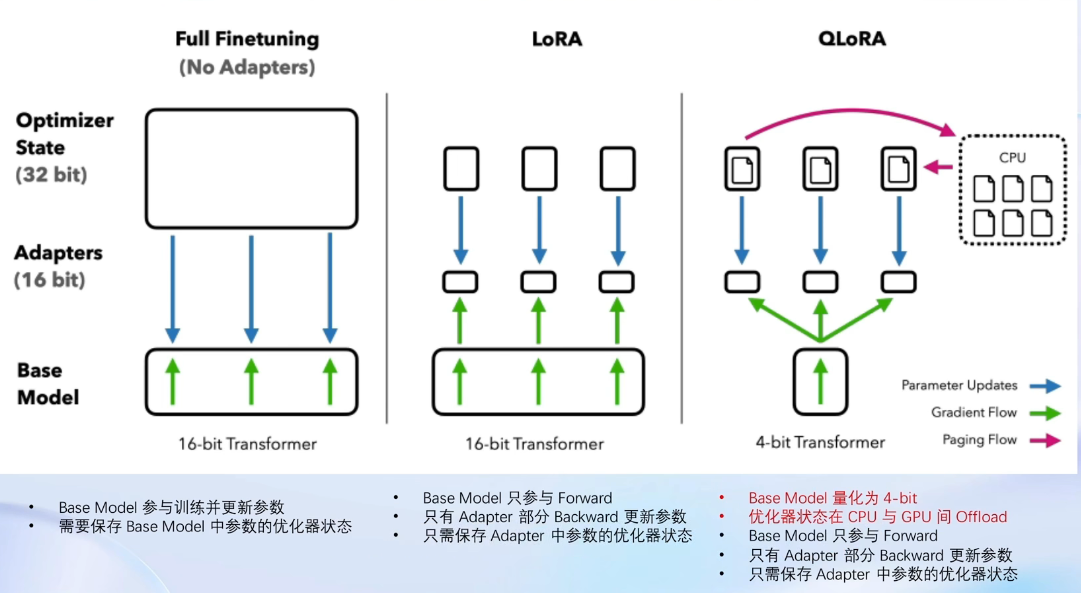 Full Finetuning
(No Adapters)
LoRA
QLoRA
Optimizer
State
(32 bit)
CPU
Adapters
(16 bit)
Base
Model
Parameter Updates
Gradient Flow
Paging Flow
16-bit Transformer
16-bit Transformer
4-bit Transformer
• Base Model 参与训练并更新参数
• 需要保存 Base Model 中参数的优化器状态
• Base Model 只参与 Forward
• 只有 Adapter 部分 Backward 更新参数
• 只需保存 Adapter 中参数的优化器状态
• Base Model 量化为 4-bit
• 优化器状态在 CPU 与 GPU 间 Offload
• Base Model 只参与 Forward
• 只有 Adapter 部分 Backward 更新参数
• 只需保存 Adapter 中参数的优化器状态